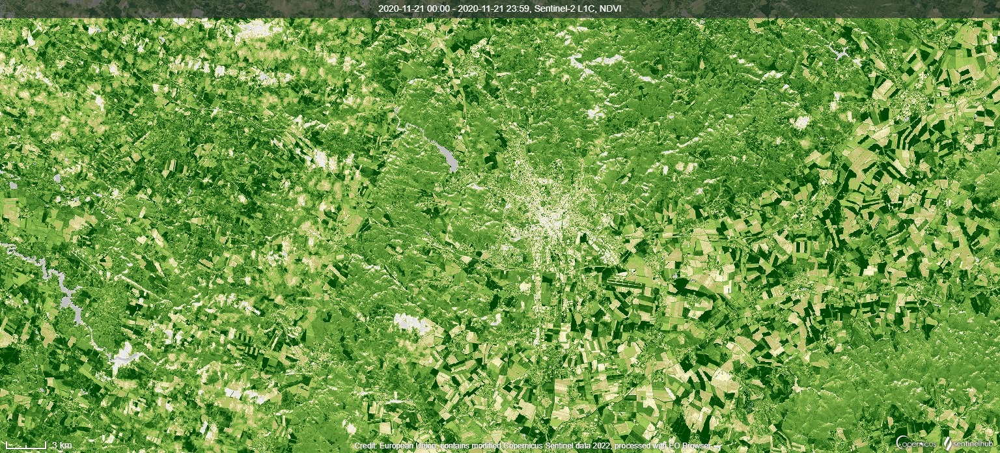 2020-11-21 00:00 - 2020-11-21 23:59, Sentinel-2 L1C, NDVI
3 km
Credit: European Union, contains modified Copernicus Sentinel data 2022, processed with EO Browser
opernicus
sentinelhub